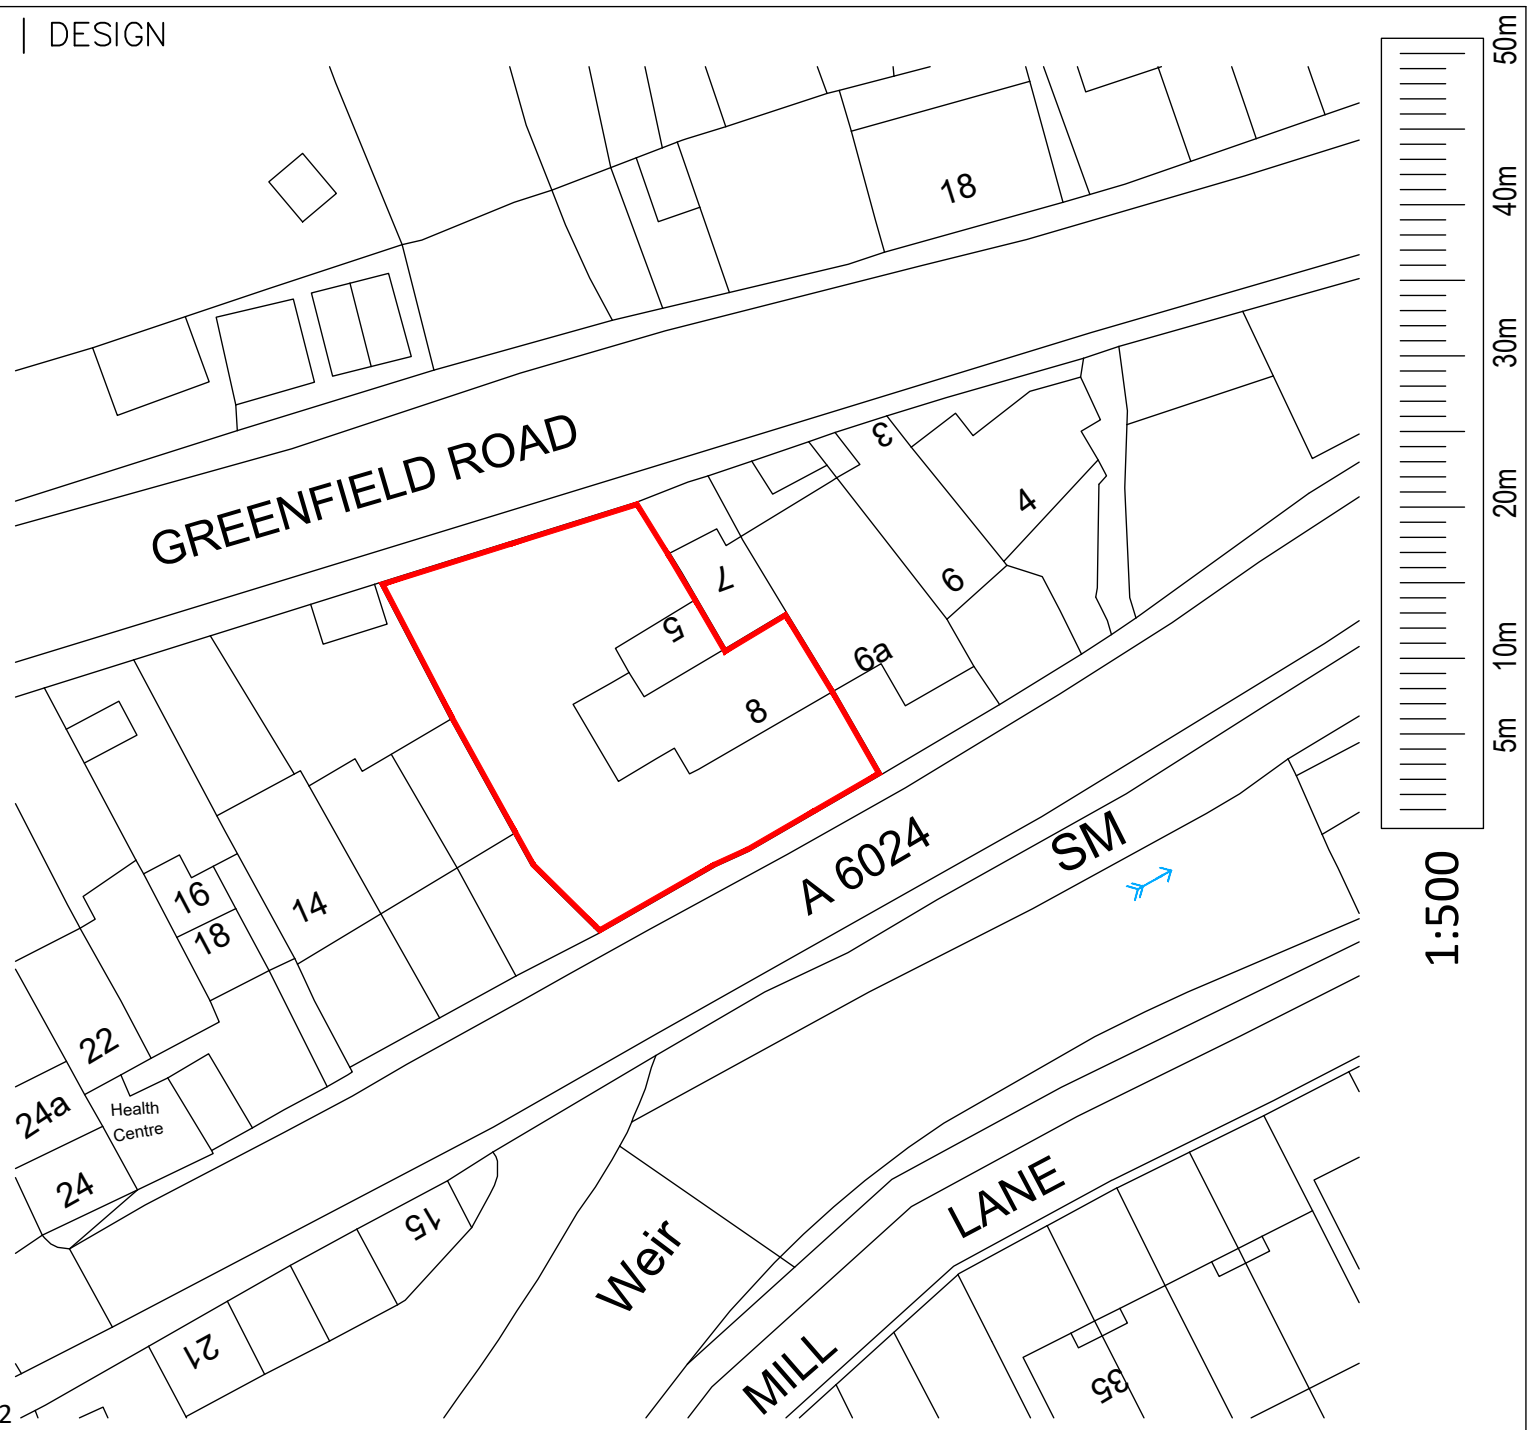 | DESIGN
50m
18
40m
30m
GREENFIELD ROAD
3
4
20m
7
6
5
10m
6a
8
5m
A 6024
SM
1:500
16
14
18
22
24a
Health
Centre
24
15
LANE
Weir
21
MILL
35
2